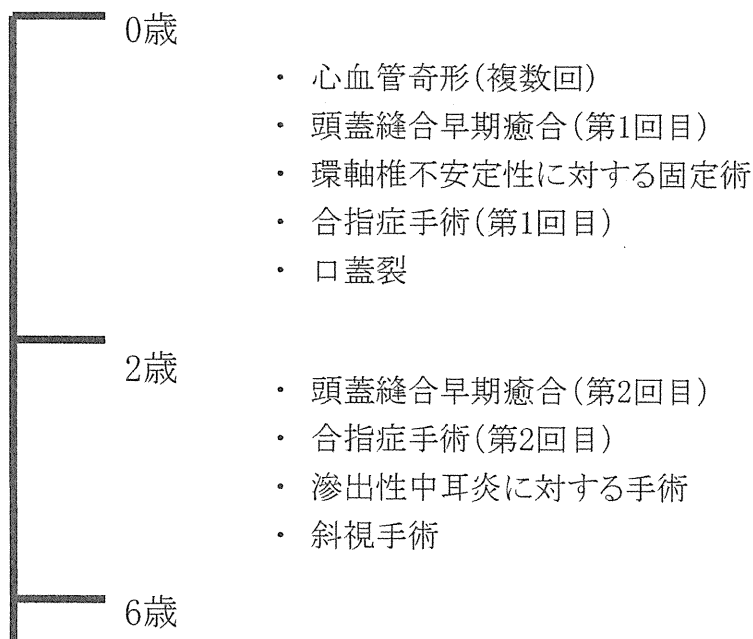 0歳
・ 心血管奇形(複数回)
・ 頭蓋縫合早期癒合(第1回目)
・ 環軸椎不安定性に対する固定術
・ 合指症手術(第1回目)
・ 口蓋裂
2歳
・ 頭蓋縫合早期癒合(第2回目)
・ 合指症手術(第2回目)
・ 滲出性中耳炎に対する手術
・ 斜視手術
6歳